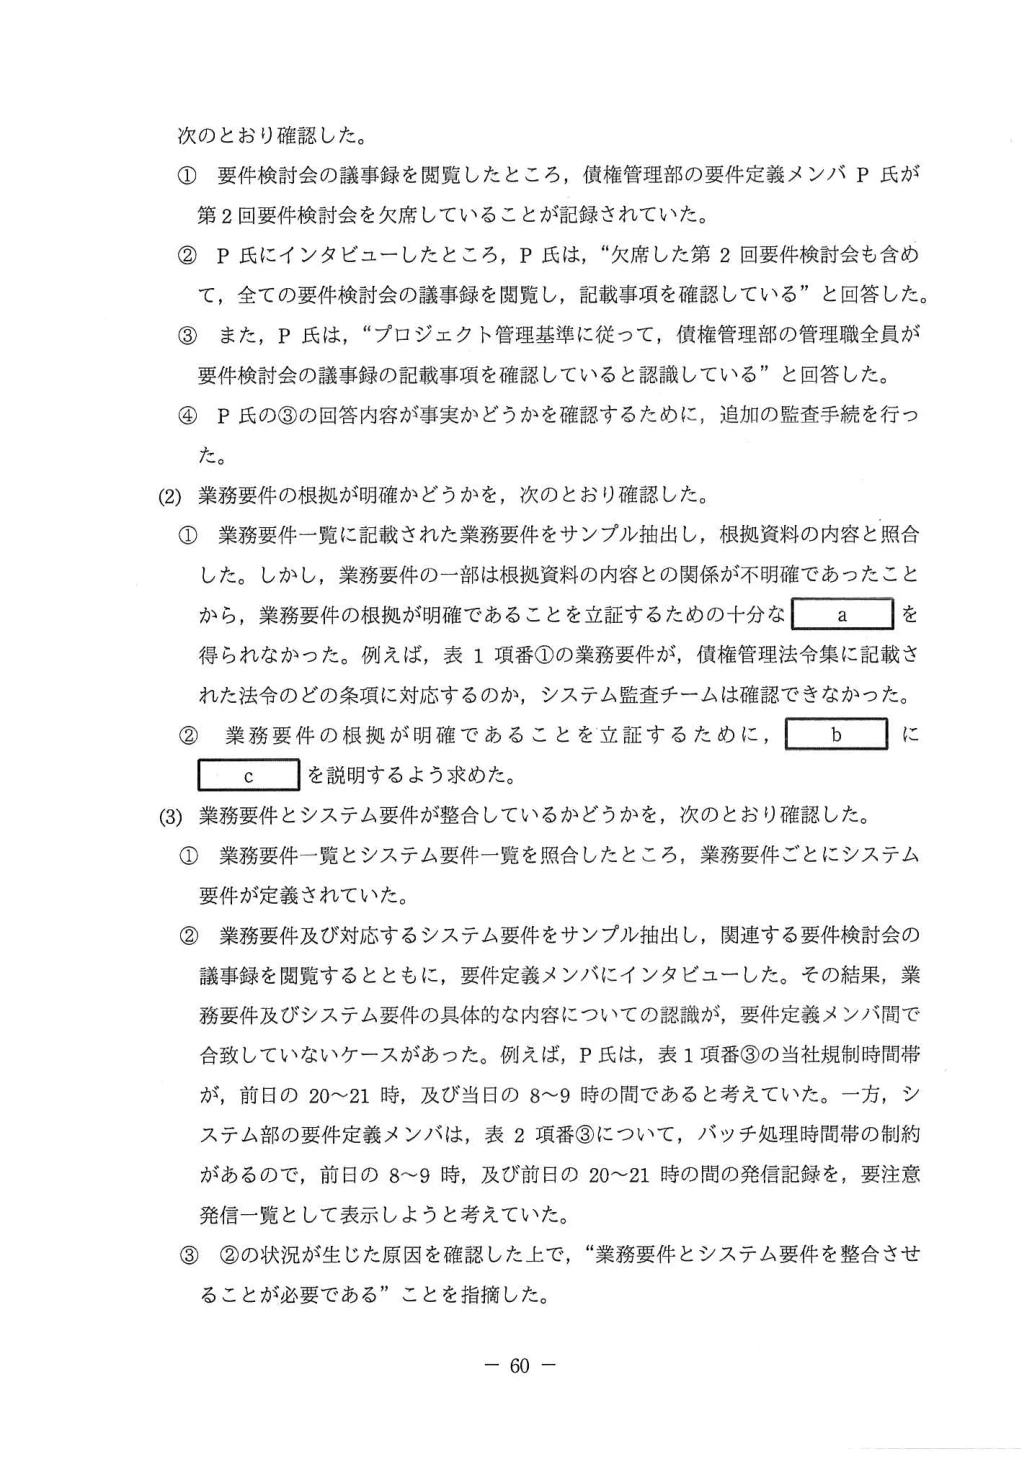 次のとおり確認した。
① 要件検討会の議事録を閲覧したところ，債権管理部の要件定義メンバ P 氏が
第2回要件検討会を欠席していることが記録されていた。
② P 氏にインタビューしたところ，P 氏は，“欠席した第 2 回要件検討会も含め
て，全ての要件検討会の議事録を閲覧し，記載事項を確認している”と回答した。
③ また，P 氏は，“プロジェクト管理基準に従って，債権管理部の管理職全員が
要件検討会の議事録の記載事項を確認していると認識している”と回答した。
④ P 氏の③の回答内容が事実かどうかを確認するために，追加の監査手続を行っ
た。
(2) 業務要件の根拠が明確かどうかを，次のとおり確認した。
① 業務要件一覧に記載された業務要件をサンプル抽出し，根拠資料の内容と照合
した。しかし，業務要件の一部は根拠資料の内容との関係が不明確であったこと
から，業務要件の根拠が明確であることを立証するための十分な a を
得られなかった。例えば，表 1 項番①の業務要件が，債権管理法令集に記載さ
れた法令のどの条項に対応するのか，システム監査チームは確認できなかった。
② 業務要件の根拠が明確であることを立証するために， b に
c を説明するよう求めた。
(3) 業務要件とシステム要件が整合しているかどうかを，次のとおり確認した。
① 業務要件一覧とシステム要件一覧を照合したところ，業務要件ごとにシステム
要件が定義されていた。
② 業務要件及び対応するシステム要件をサンプル抽出し，関連する要件検討会の
議事録を閲覧するとともに，要件定義メンバにインタビューした。その結果，業
務要件及びシステム要件の具体的な内容についての認識が，要件定義メンバ間で
合致していないケースがあった。例えば，P 氏は，表 1 項番③の当社規制時間帯
が，前日の 20～21 時，及び当日の 8～9 時の間であると考えていた。一方，シ
ステム部の要件定義メンバは，表 2 項番③について，バッチ処理時間帯の制約
があるので，前日の 8～9 時，及び前日の 20～21 時の間の発信記録を，要注意
発信一覧として表示しようと考えていた。
③ ②の状況が生じた原因を確認した上で，“業務要件とシステム要件を整合させ
ることが必要である”ことを指摘した。
－ 60 －